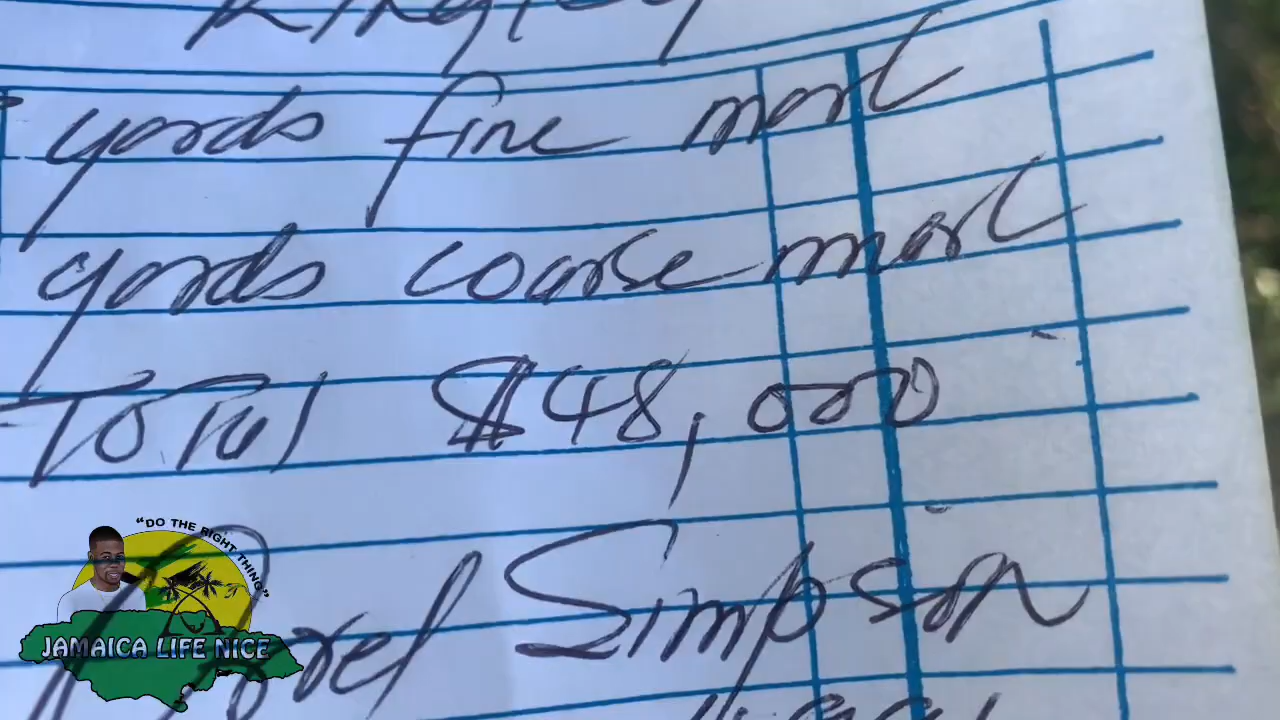 yards fine marl
yards coarse marl
Total $48,000
Simpson
"DO THE RIGHT THING"
JAMAICA LIFE NICE